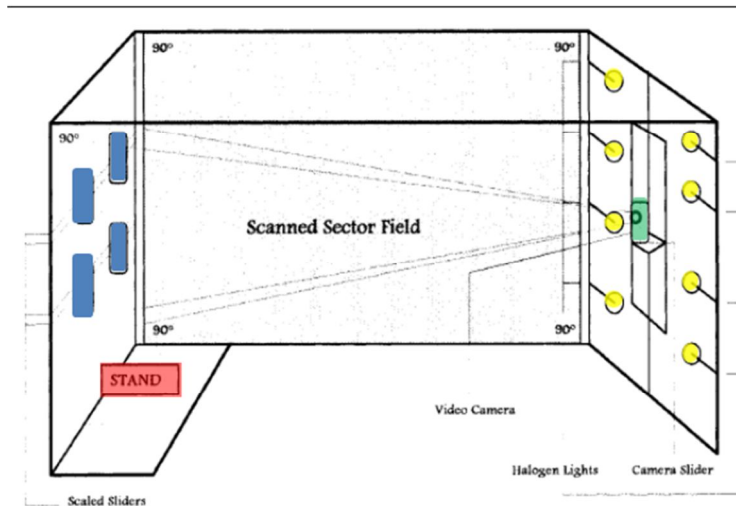 90°
90°
90°
Scanned Sector Field
90°
90°
STAND
Video Camera
Halogen Lights
Camera Slider
Scaled Sliders